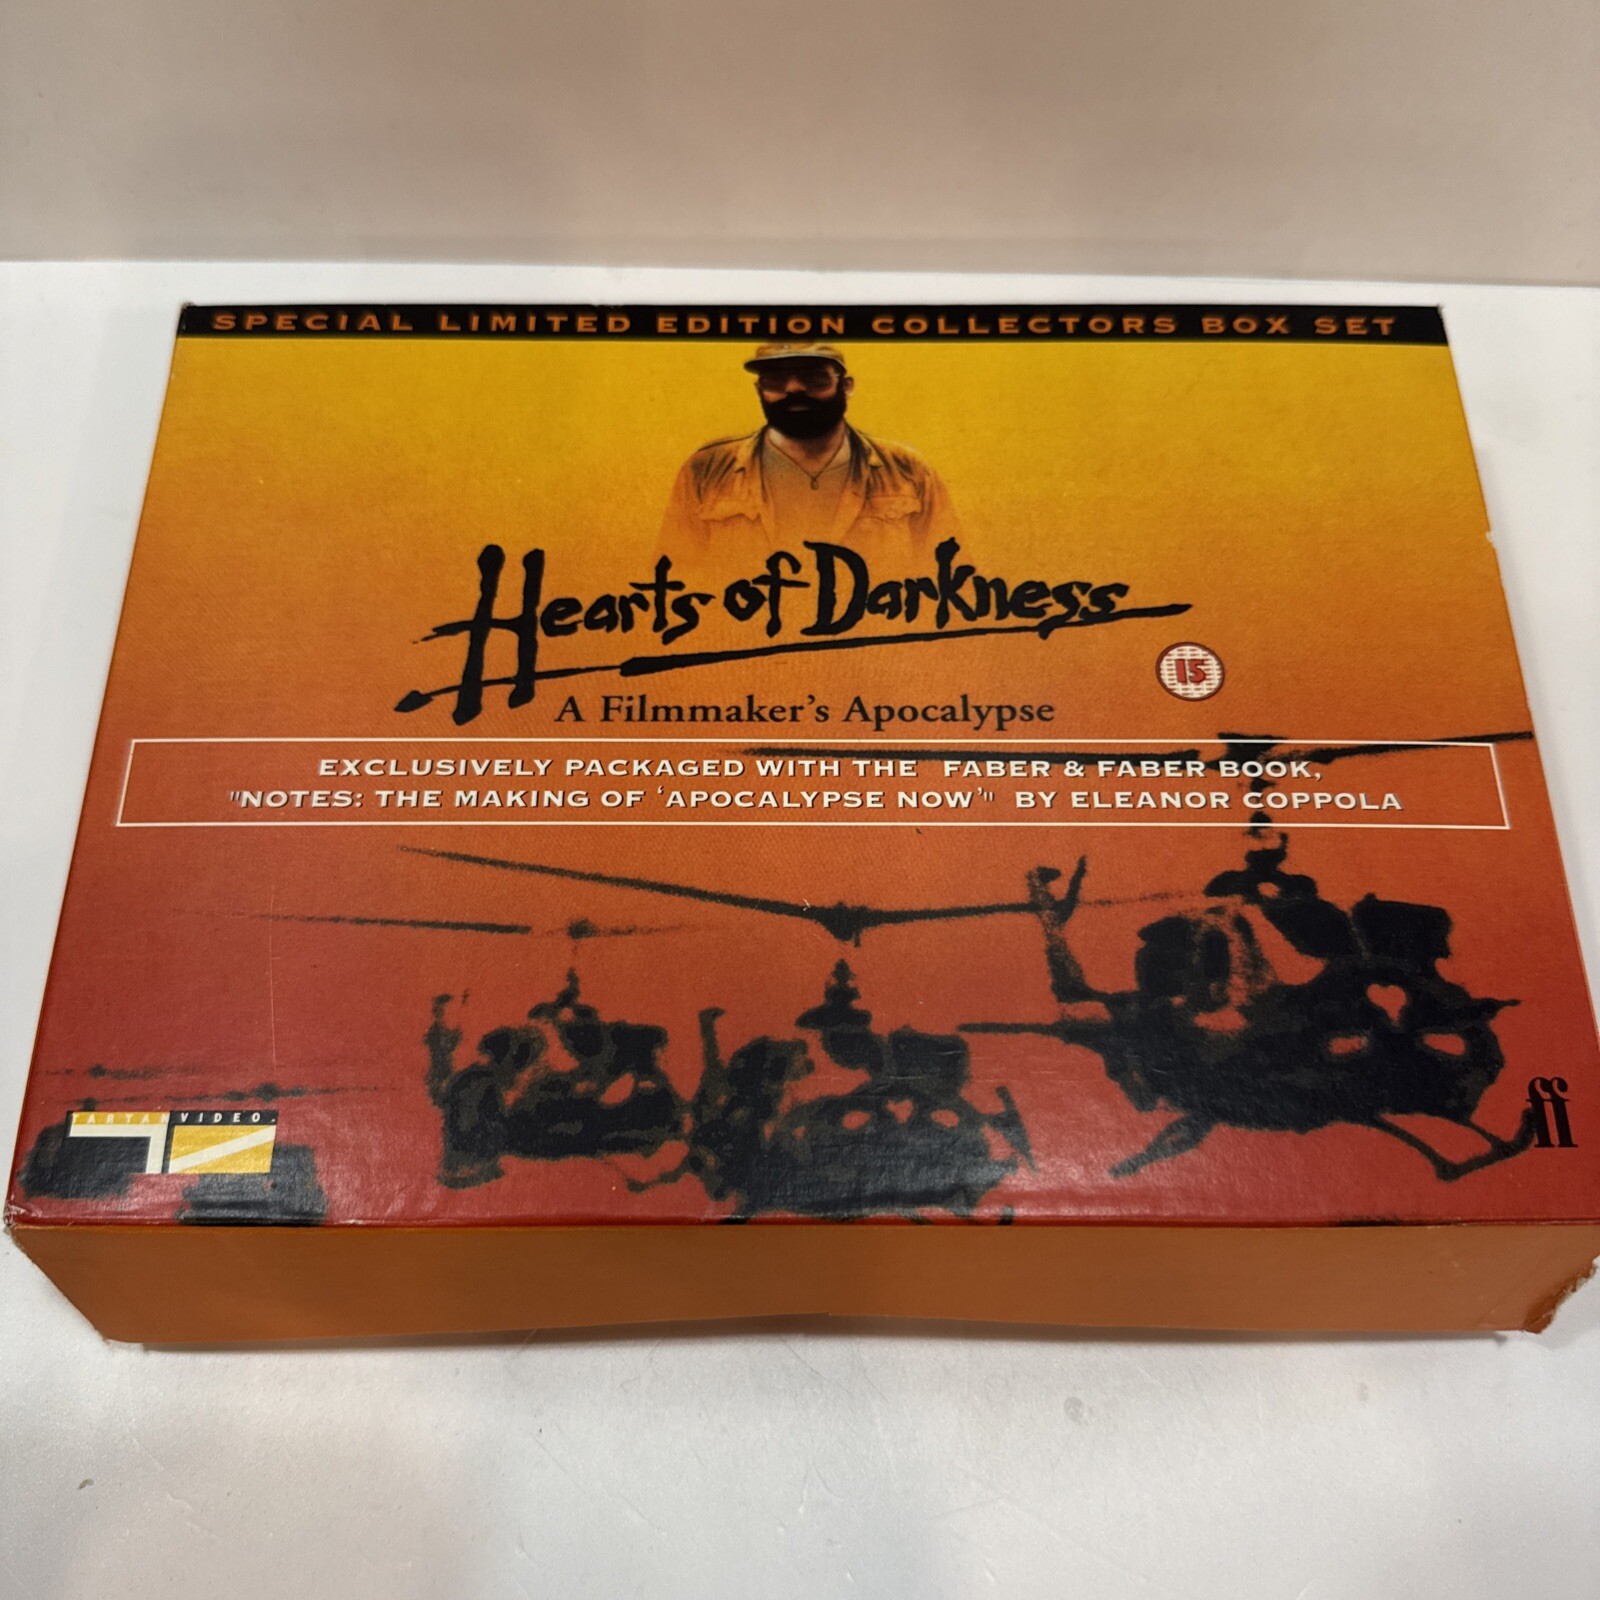 SPECIAL LIMITED EDITION COLLECTORS BOX SET
Hearts of Darkness
15
A Filmmaker's Apocalypse
EXCLUSIVELY PACKAGED WITH THE FABER & FABER BOOK,
"NOTES: THE MAKING OF 'APOCALYPSE NOW'" BY ELEANOR COPPOLA
TARTAN VIDEO.
ff